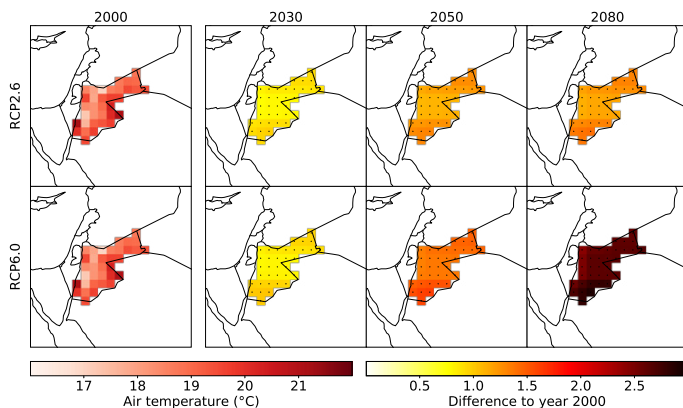 2000 2030 2050 2080
RCP2.6
RCP6.0
17 18 19 20 21 0.5 1.0 1.5 2.0 2.5
Air temperature (°C) Difference to year 2000